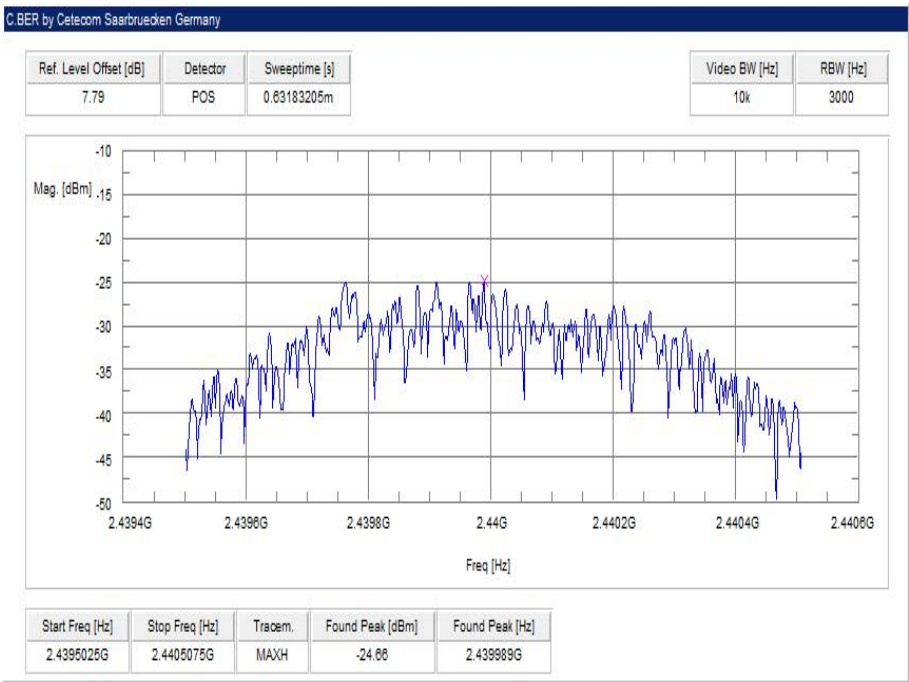 C.BER by Cetecom Saarbruecken Germany
Ref. Level Offset [dB] Detector Sweeptime [s] Video BW [Hz] RBW [Hz]
7.79 POS 0.63183205m 10k 3000
-10
Mag. [dBm] -15
-20
-25
-30
-35
-40
-45
-50
2.4394G 2.4396G 2.4398G 2.44G 2.4402G 2.4404G 2.4406G
Freq [Hz]
Start Freq [Hz] Stop Freq [Hz] Tracem. Found Peak [dBm] Found Peak [Hz]
2.4395025G 2.4405075G MAXH -24.66 2.439989G